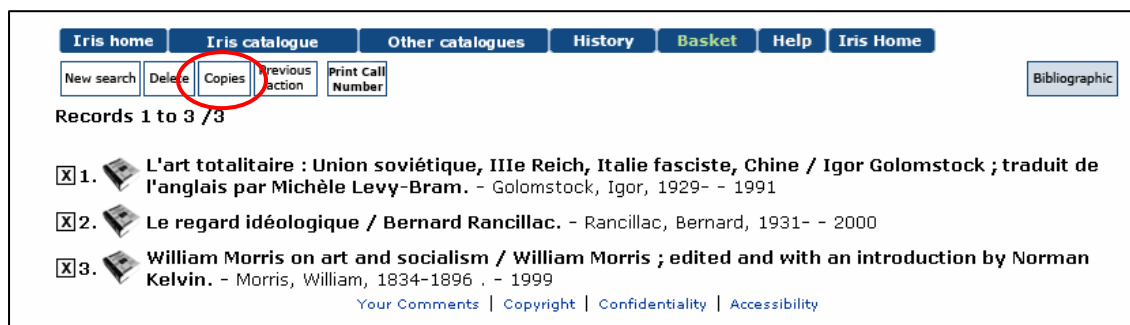 Iris home Iris catalogue Other catalogues History Basket Help Iris Home
New search Delete Copies Previous action Print Call Number Bibliographic
Records 1 to 3 /3
X 1. L'art totalitaire : Union soviétique, IIIe Reich, Italie fasciste, Chine / Igor Golomstock ; traduit de
l'anglais par Michèle Levy-Bram. - Golomstock, Igor, 1929- - 1991
X 2. Le regard idéologique / Bernard Rancillac. - Rancillac, Bernard, 1931- - 2000
X 3. William Morris on art and socialism / William Morris ; edited and with an introduction by Norman
Kelvin. - Morris, William, 1834-1896 . - 1999
Your Comments | Copyright | Confidentiality | Accessibility